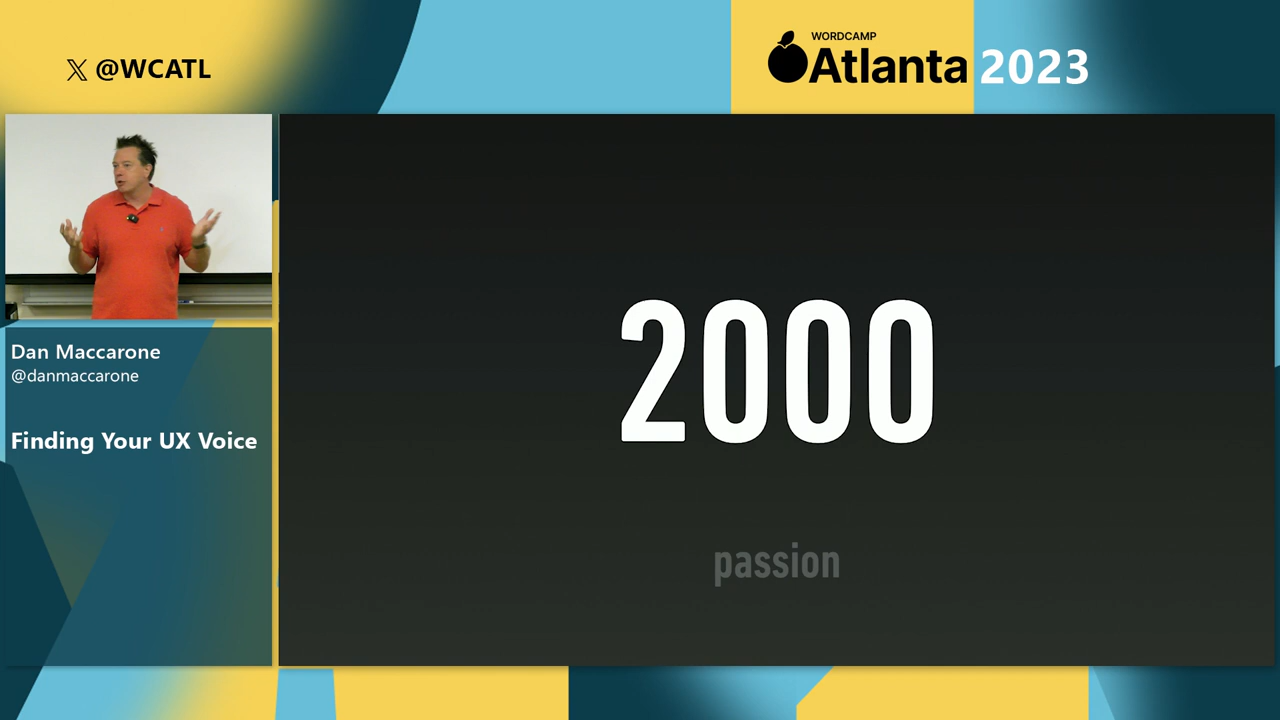 𝕏 @WCATL
WORDCAMP
Atlanta 2023
Dan Maccarone
@danmaccarone
Finding Your UX Voice
2000
passion